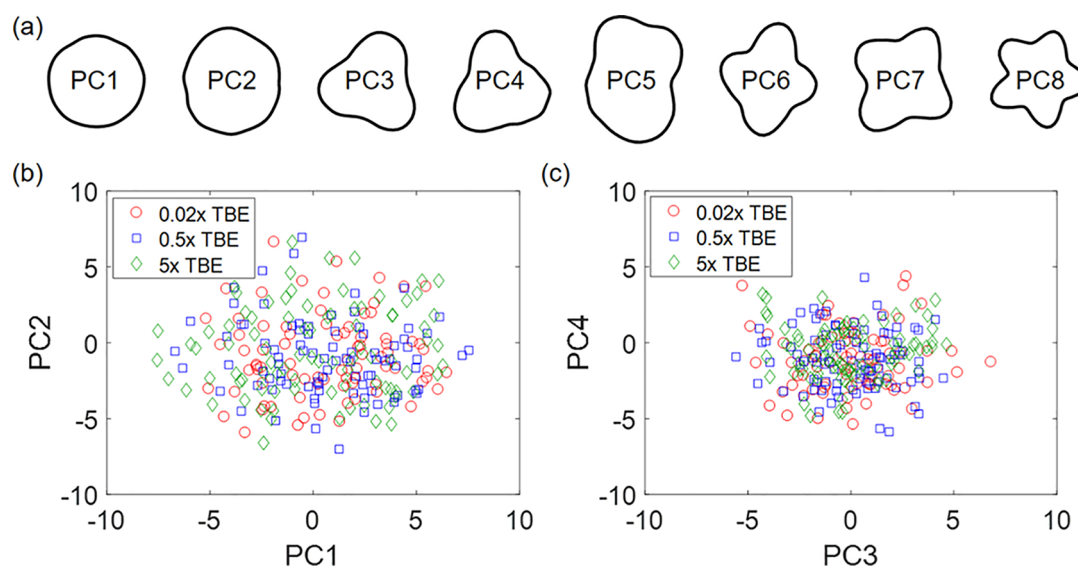 (a)
PC1 PC2 PC3 PC4 PC5 PC6 PC7 PC8
(b)
10
5
0
-5
-10
-10 -5 0 5 10
PC2
PC1
0.02x TBE
0.5x TBE
5x TBE
(c)
10
5
0
-5
-10
-10 -5 0 5 10
PC4
PC3
0.02x TBE
0.5x TBE
5x TBE